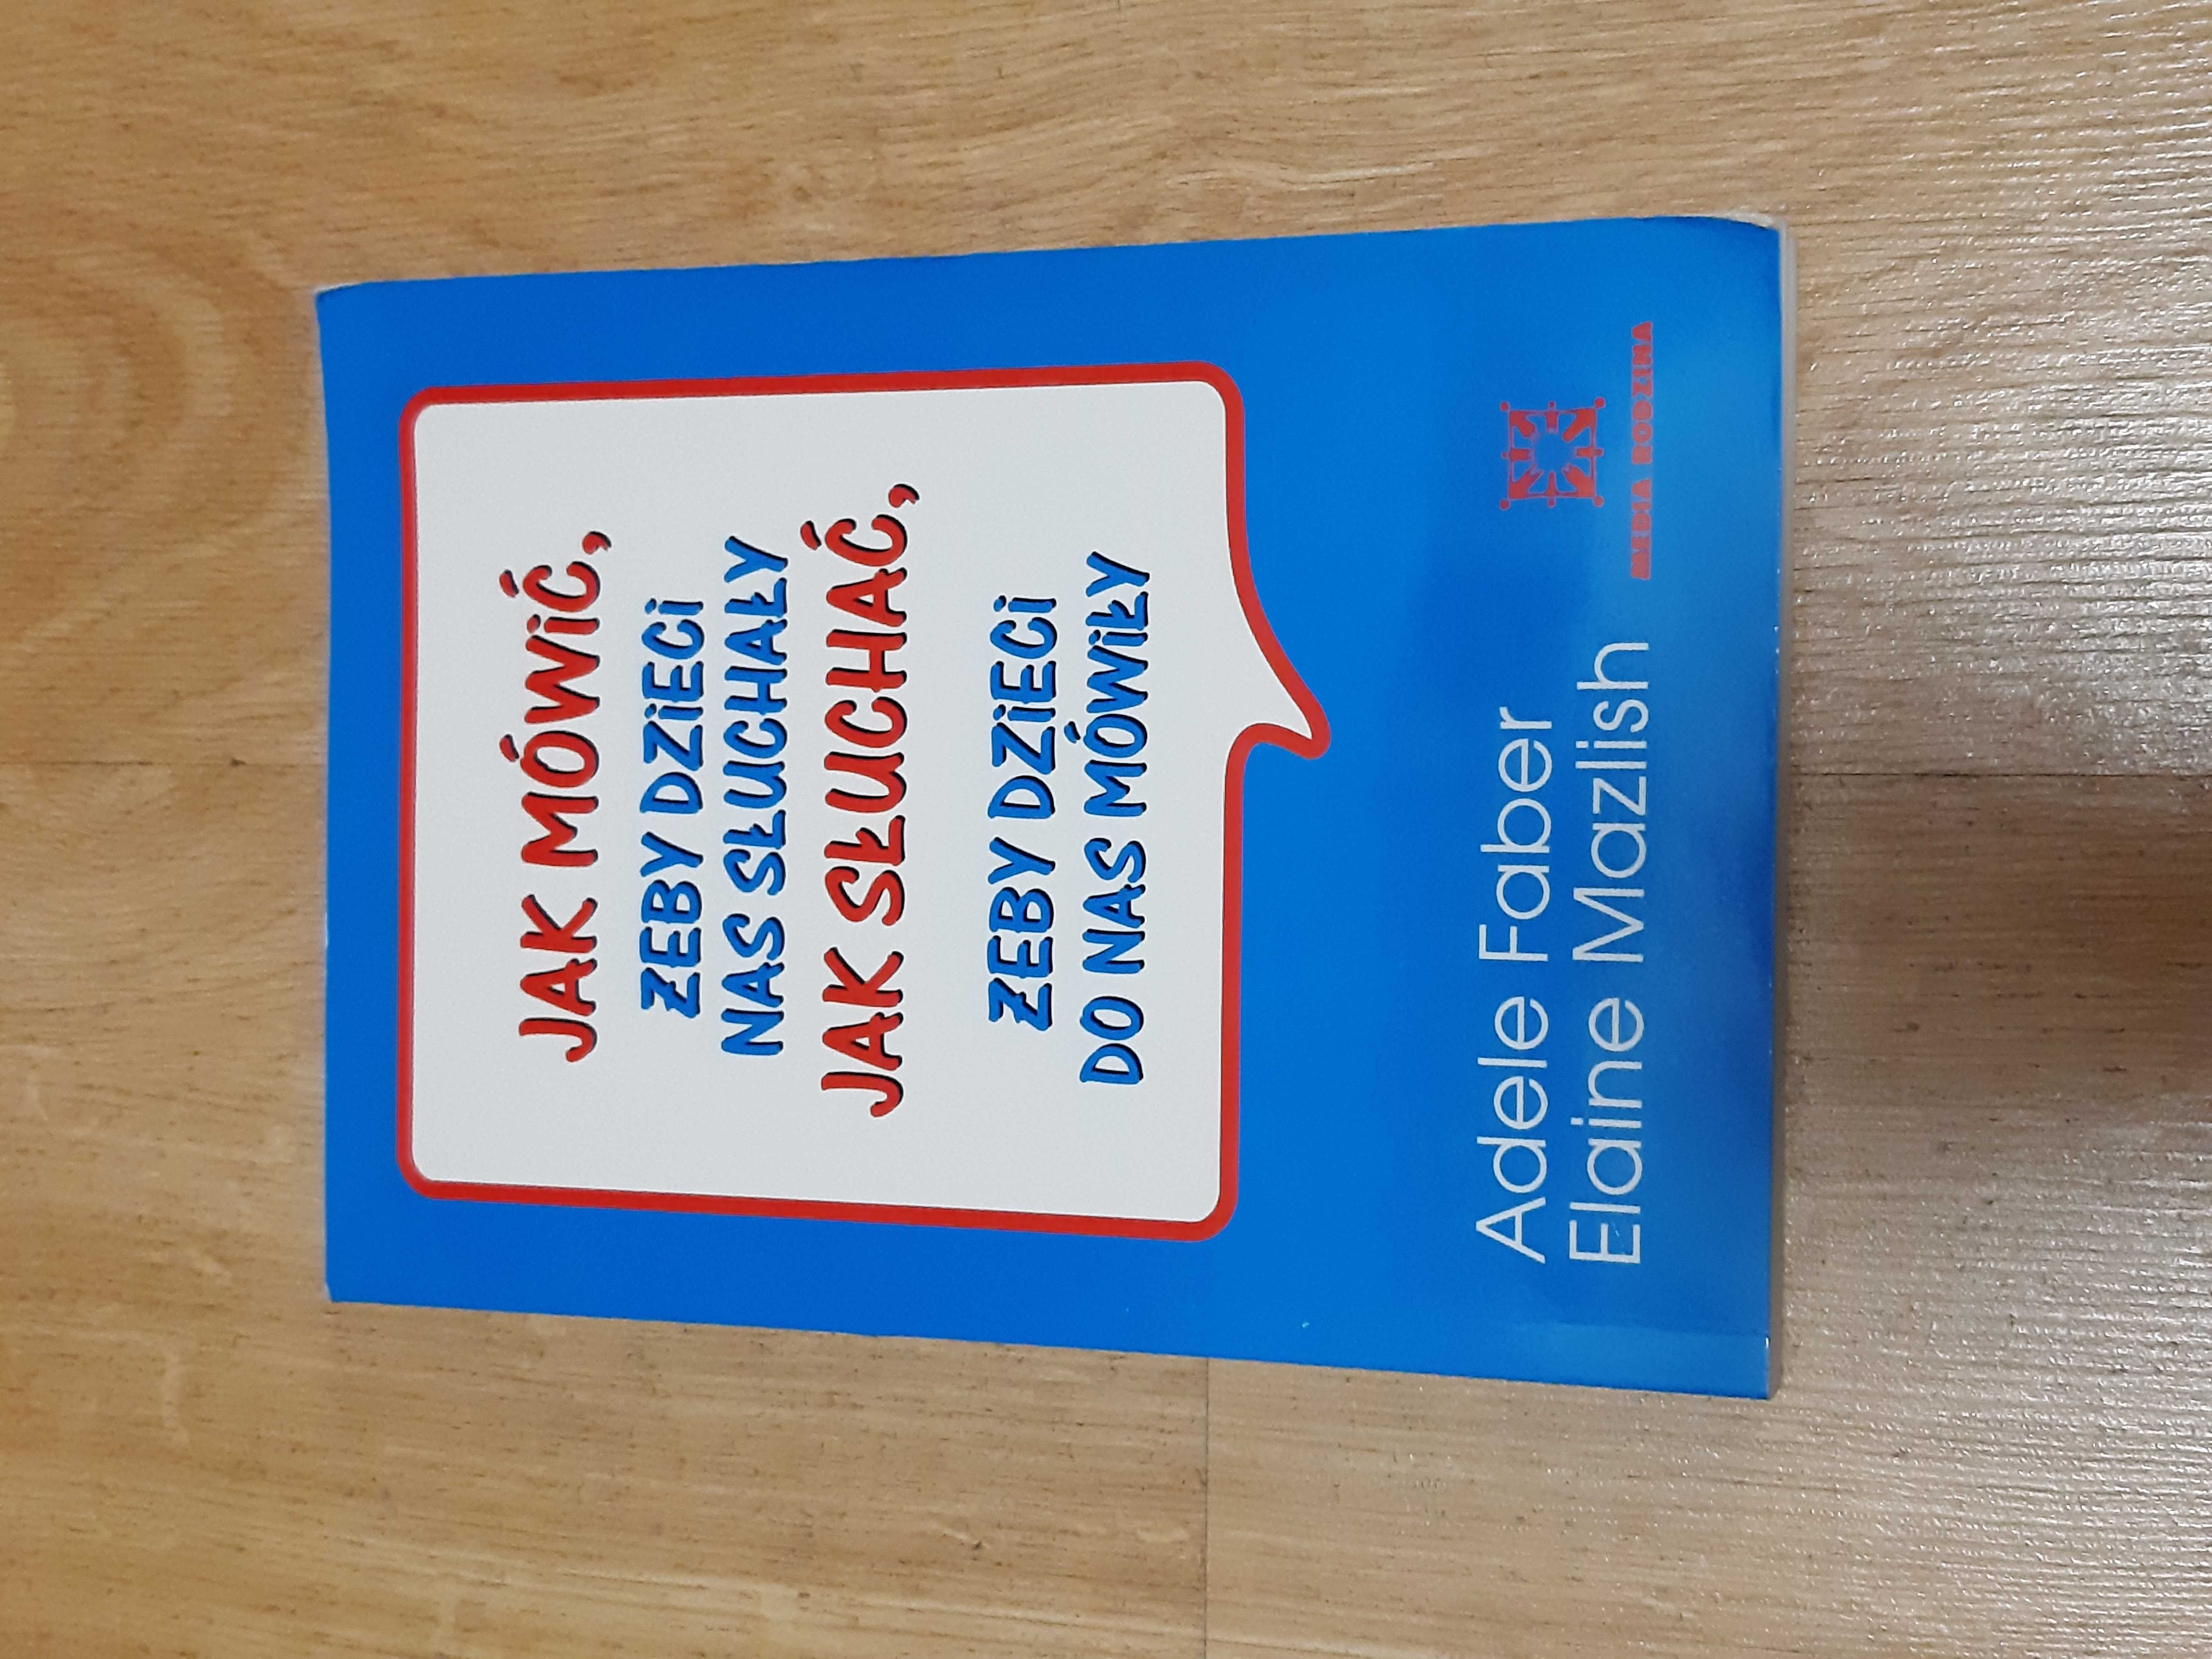 JAK MÓWiĆ,
ŻEBY DZiECi
NAS SŁUCHAŁY
JAK SŁUCHAĆ,
ŻEBY DZiECi
DO NAS MÓWiŁY
Adele Faber
Elaine Mazlish
MEDIA RODZINA